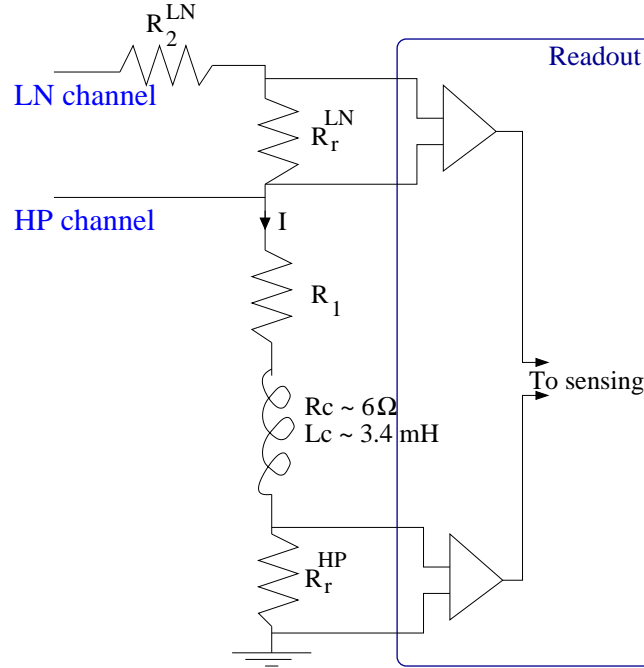 R₂ᴸᴺ
Readout
LN channel
Rᵣᴸᴺ
HP channel
I
R₁
To sensing
Rc ~ 6Ω
Lc ~ 3.4 mH
Rᵣᴴᴾ